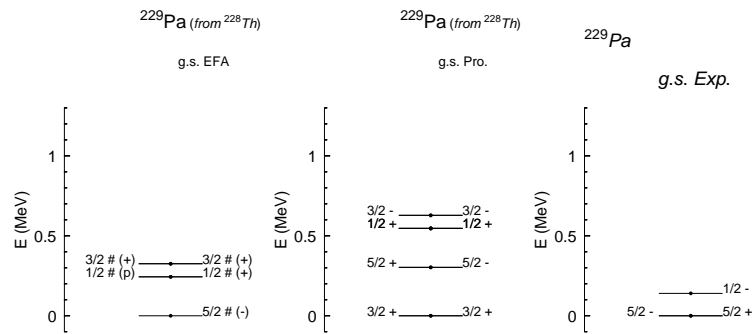 ²²⁹Pa (from ²²⁸Th)
g.s. EFA
E (MeV)
1
0.5
0
3/2 # (+) 3/2 # (+)
1/2 # (p) 1/2 # (+)
5/2 # (-)
²²⁹Pa (from ²²⁸Th)
g.s. Pro.
E (MeV)
1
0.5
0
3/2 - 3/2 -
1/2 + 1/2 +
5/2 + 5/2 -
3/2 + 3/2 +
²²⁹Pa
g.s. Exp.
E (MeV)
1
0.5
0
1/2 -
5/2 - 5/2 +